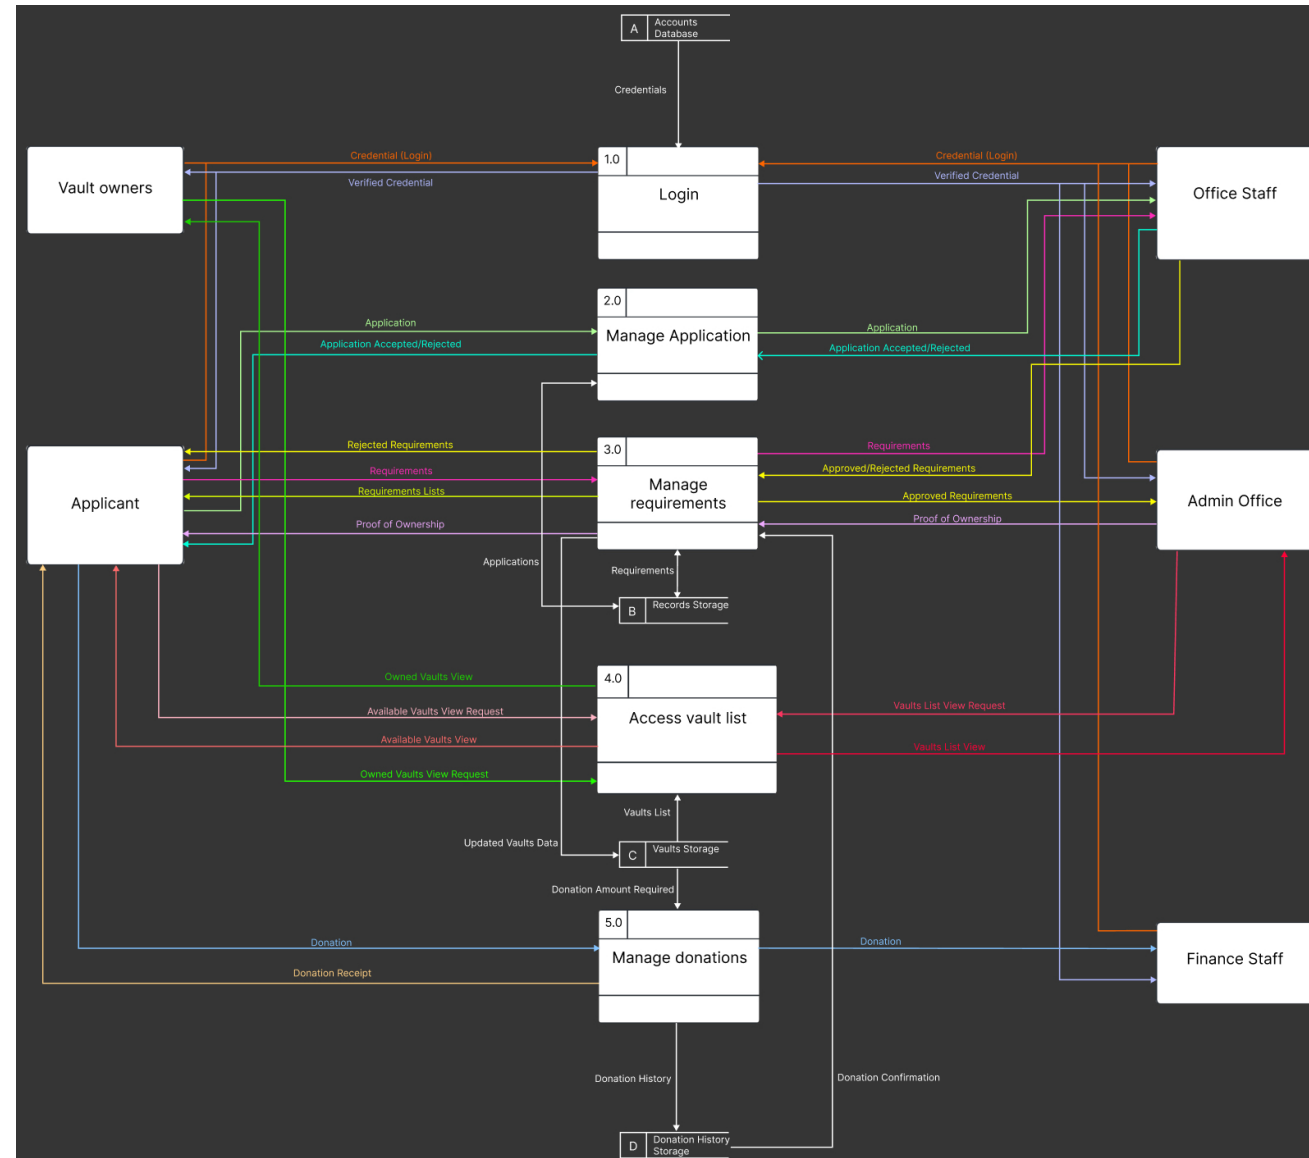 A
Accounts
Database
Credentials
Vault owners
Credential (Login)
Verified Credential
1.0
Login
Credential (Login)
Verified Credential
Office Staff
2.0
Manage Application
Application
Application Accepted/Rejected
Application
Application Accepted/Rejected
Applicant
Rejected Requirements
Requirements
Requirements Lists
Proof of Ownership
3.0
Manage
requirements
Requirements
Approved/Rejected Requirements
Approved Requirements
Proof of Ownership
Admin Office
Applications
Requirements
B
Records Storage
Owned Vaults View
Available Vaults View Request
Available Vaults View
Owned Vaults View Request
4.0
Access vault list
Vaults List View Request
Vaults List View
Vaults List
Updated Vaults Data
C
Vaults Storage
Donation Amount Required
5.0
Manage donations
Donation
Donation Receipt
Donation
Finance Staff
Donation History
Donation Confirmation
D
Donation History
Storage